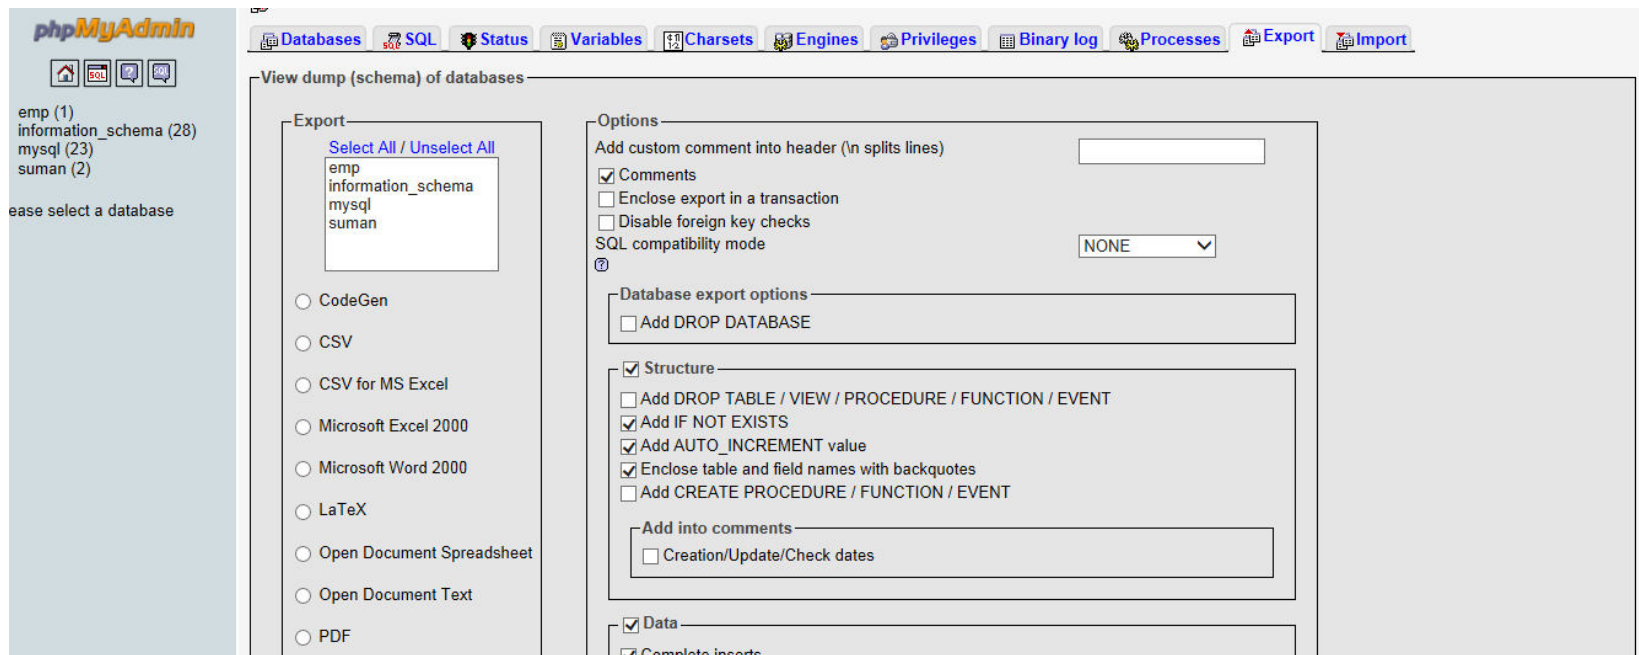 phpMyAdmin
SQL ? SQL
emp (1)
information_schema (28)
mysql (23)
suman (2)
ease select a database
Databases SQL Status Variables Charsets Engines Privileges Binary log Processes Export Import
View dump (schema) of databases
Export
Select All / Unselect All
emp
information_schema
mysql
suman
CodeGen
CSV
CSV for MS Excel
Microsoft Excel 2000
Microsoft Word 2000
LaTeX
Open Document Spreadsheet
Open Document Text
PDF
Options
Add custom comment into header (\n splits lines)
Comments
Enclose export in a transaction
Disable foreign key checks
SQL compatibility mode NONE
?
Database export options
Add DROP DATABASE
Structure
Add DROP TABLE / VIEW / PROCEDURE / FUNCTION / EVENT
Add IF NOT EXISTS
Add AUTO_INCREMENT value
Enclose table and field names with backquotes
Add CREATE PROCEDURE / FUNCTION / EVENT
Add into comments
Creation/Update/Check dates
Data
Complete inserts